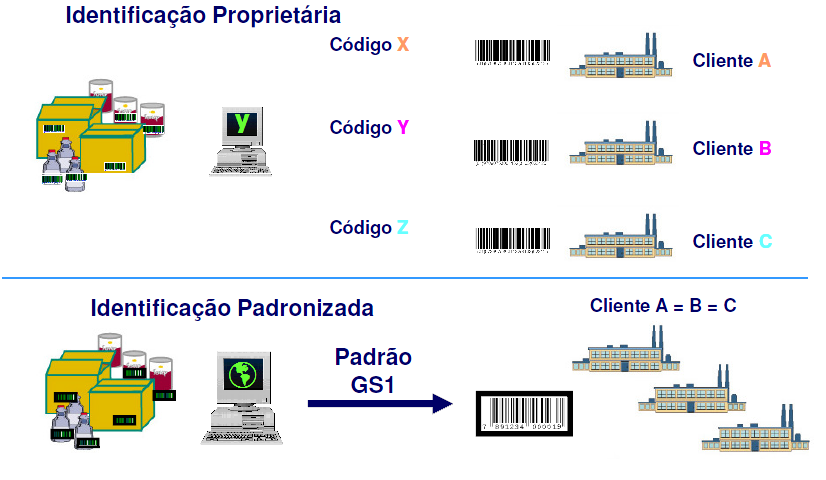 Identificação Proprietária
Código X
Cliente A
y
Código Y
Cliente B
Código Z
Cliente C
Identificação Padronizada
Cliente A = B = C
Padrão
GS1
7 891234 000019